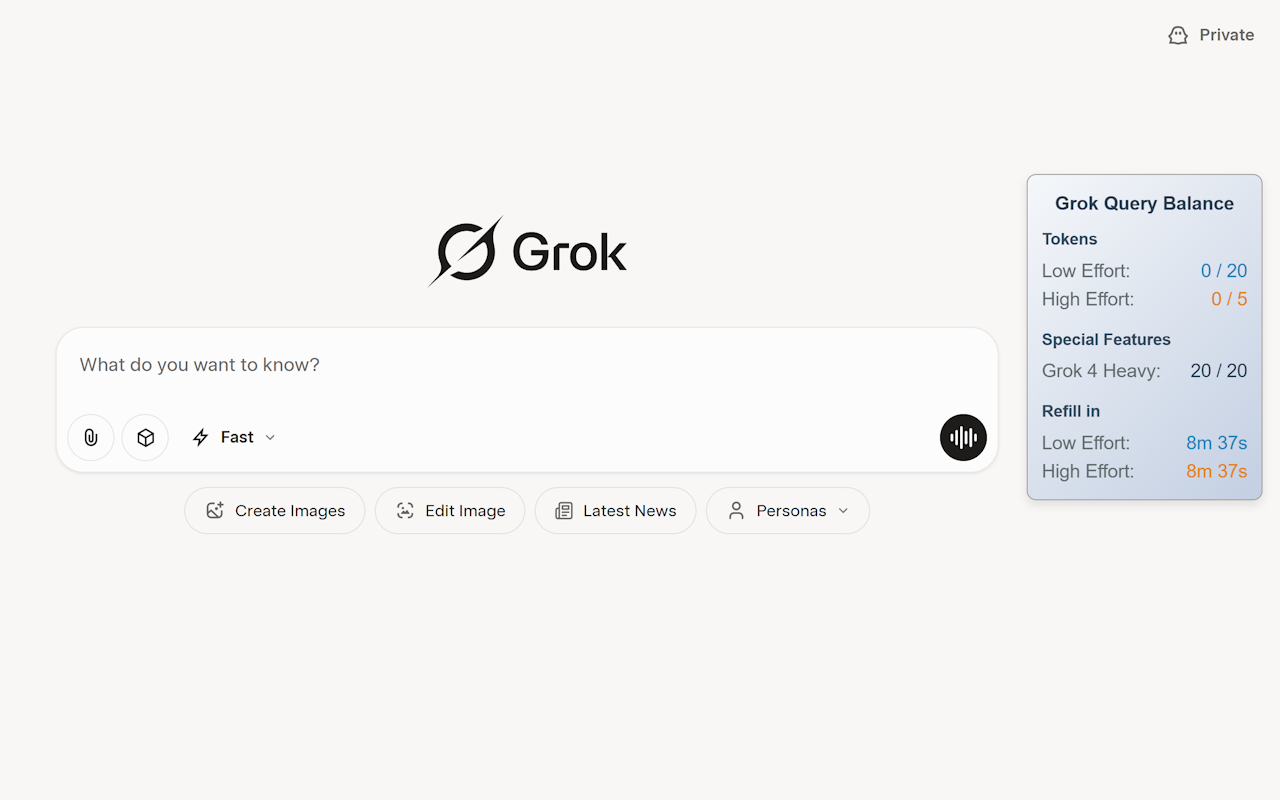 Private
Grok
What do you want to know?
Fast
Create Images
Edit Image
Latest News
Personas
Grok Query Balance
Tokens
Low Effort: 0 / 20
High Effort: 0 / 5
Special Features
Grok 4 Heavy: 20 / 20
Refill in
Low Effort: 8m 37s
High Effort: 8m 37s